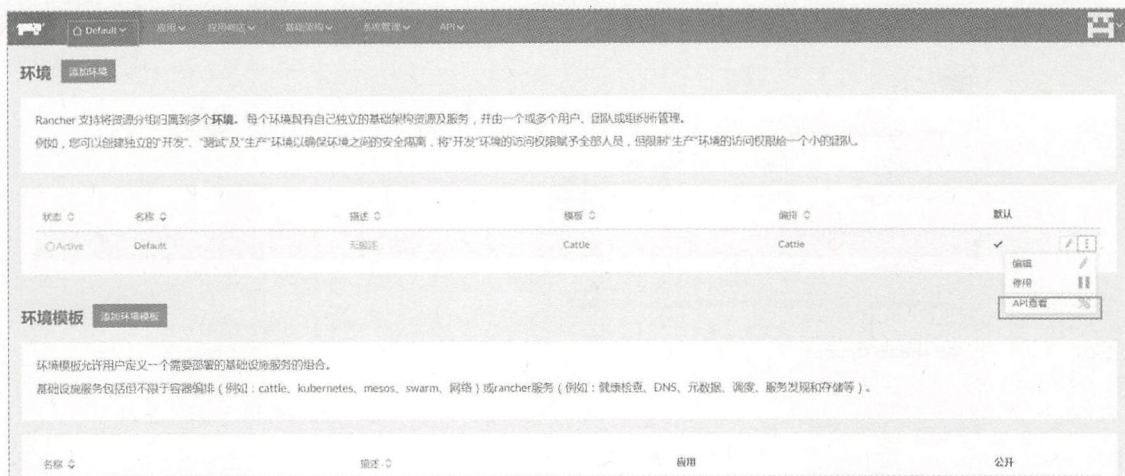 Default 应用 应用商店 基础架构 系统管理 API
环境 添加环境
Rancher 支持将资源分组归属到多个环境。每个环境具有自己独立的基础架构资源及服务，并由一个或多个用户、团队或组织所管理。
例如，您可以创建独立的"开发"、"测试"及"生产"环境以确保环境之间的安全隔离，将"开发"环境的访问权限赋予全部人员，但限制"生产"环境的访问权限给一个小的团队。
状态 名称 描述 模板 编排 默认
Active Default 无描述 Cattle Cattle
编辑
停用
API查看
环境模板 添加环境模板
环境模板允许用户定义一个需要部署的基础设施服务的组合。
基础设施服务包括但不限于容器编排（例如：cattle、kubernetes、mesos、swarm、网络）或rancher服务（例如：健康检查、DNS、元数据、调度、服务发现和存储等）。
名称 描述 应用 公开